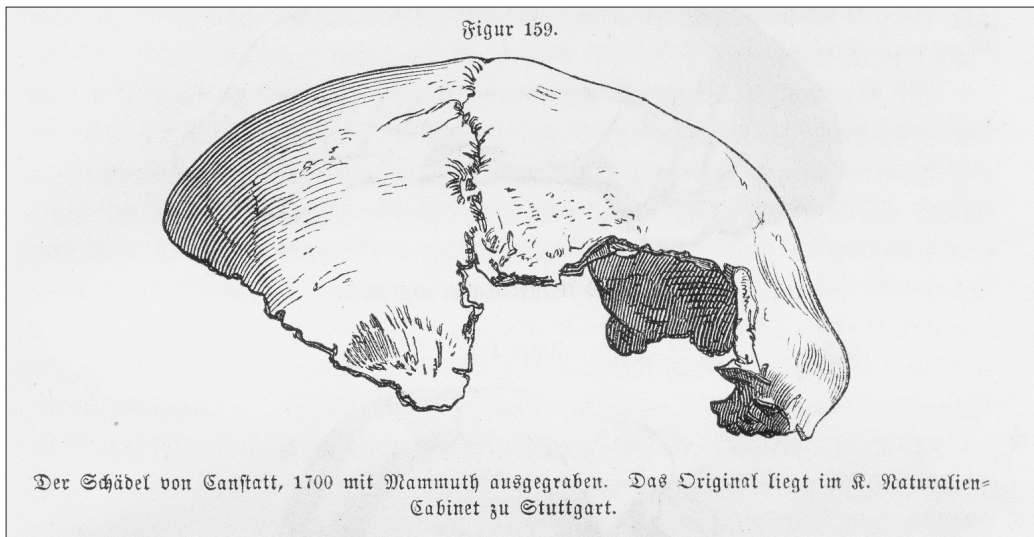 Figur 159.
Der Schädel von Canstatt, 1700 mit Mammuth ausgegraben. Das Original liegt im K. Naturalien=
Cabinet zu Stuttgart.